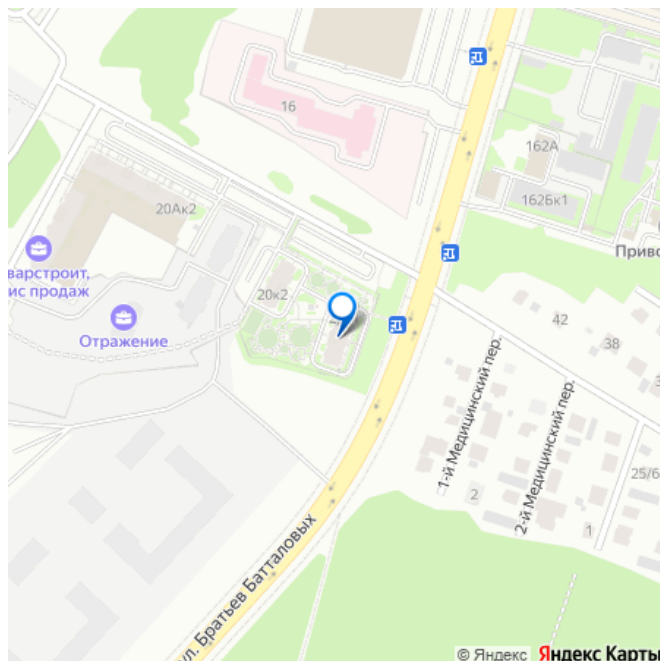 16
162А
162Бк1
20Ак2
Приво
варстроит,
ис продаж
20к2
Отражение
42
38
1-й Медицинский пер.
2-й Медицинский пер.
25/6
2
1
ул. Братьев Батталовых
© Яндекс Яндекс Карты